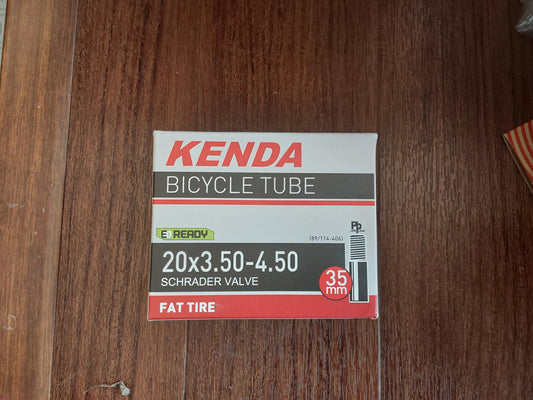 KENDA
BICYCLE TUBE
READY
(89/114-406)
20x3.50-4.50
SCHRADER VALVE
35
mm
FAT TIRE